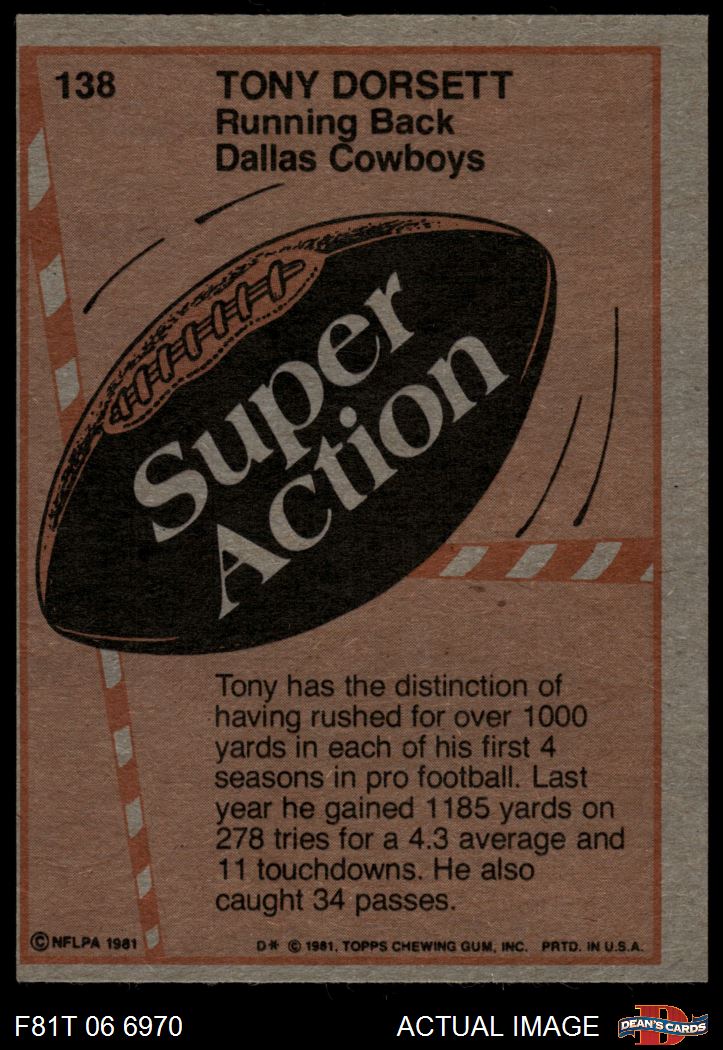 138
TONY DORSETT
Running Back
Dallas Cowboys
Super
Action
Tony has the distinction of
having rushed for over 1000
yards in each of his first 4
seasons in pro football. Last
year he gained 1185 yards on
278 tries for a 4.3 average and
11 touchdowns. He also
caught 34 passes.
© NFLPA 1981
D* © 1981, TOPPS CHEWING GUM, INC. PRTD. IN U.S.A.
F81T 06 6970
ACTUAL IMAGE
D
DEAN'S CARDS